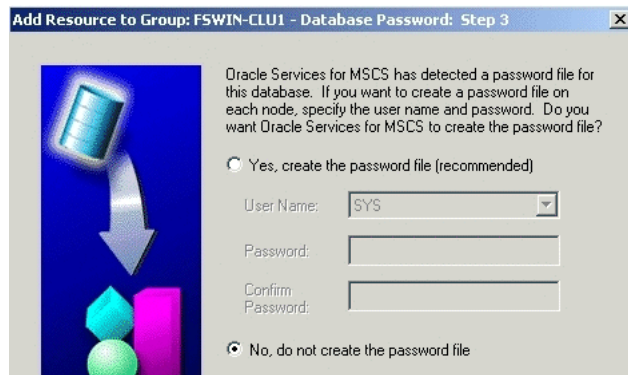 Add Resource to Group: FSWIN-CLU1 - Database Password: Step 3
Oracle Services for MSCS has detected a password file for
this database. If you want to create a password file on
each node, specify the user name and password. Do you
want Oracle Services for MSCS to create the password file?
Yes, create the password file (recommended)
User Name: SYS
Password:
Confirm
Password:
No, do not create the password file